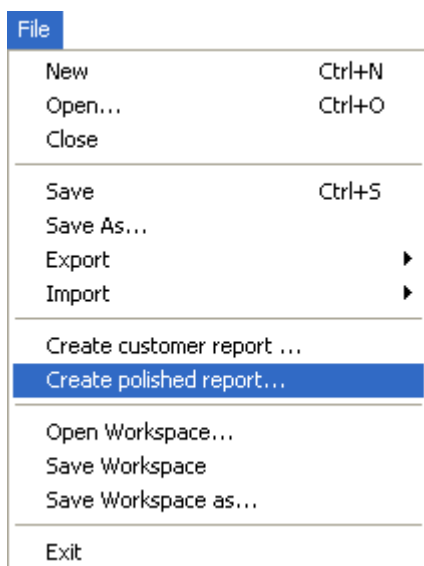 File
New Ctrl+N
Open... Ctrl+O
Close
Save Ctrl+S
Save As...
Export
Import
Create customer report ...
Create polished report...
Open Workspace...
Save Workspace
Save Workspace as...
Exit